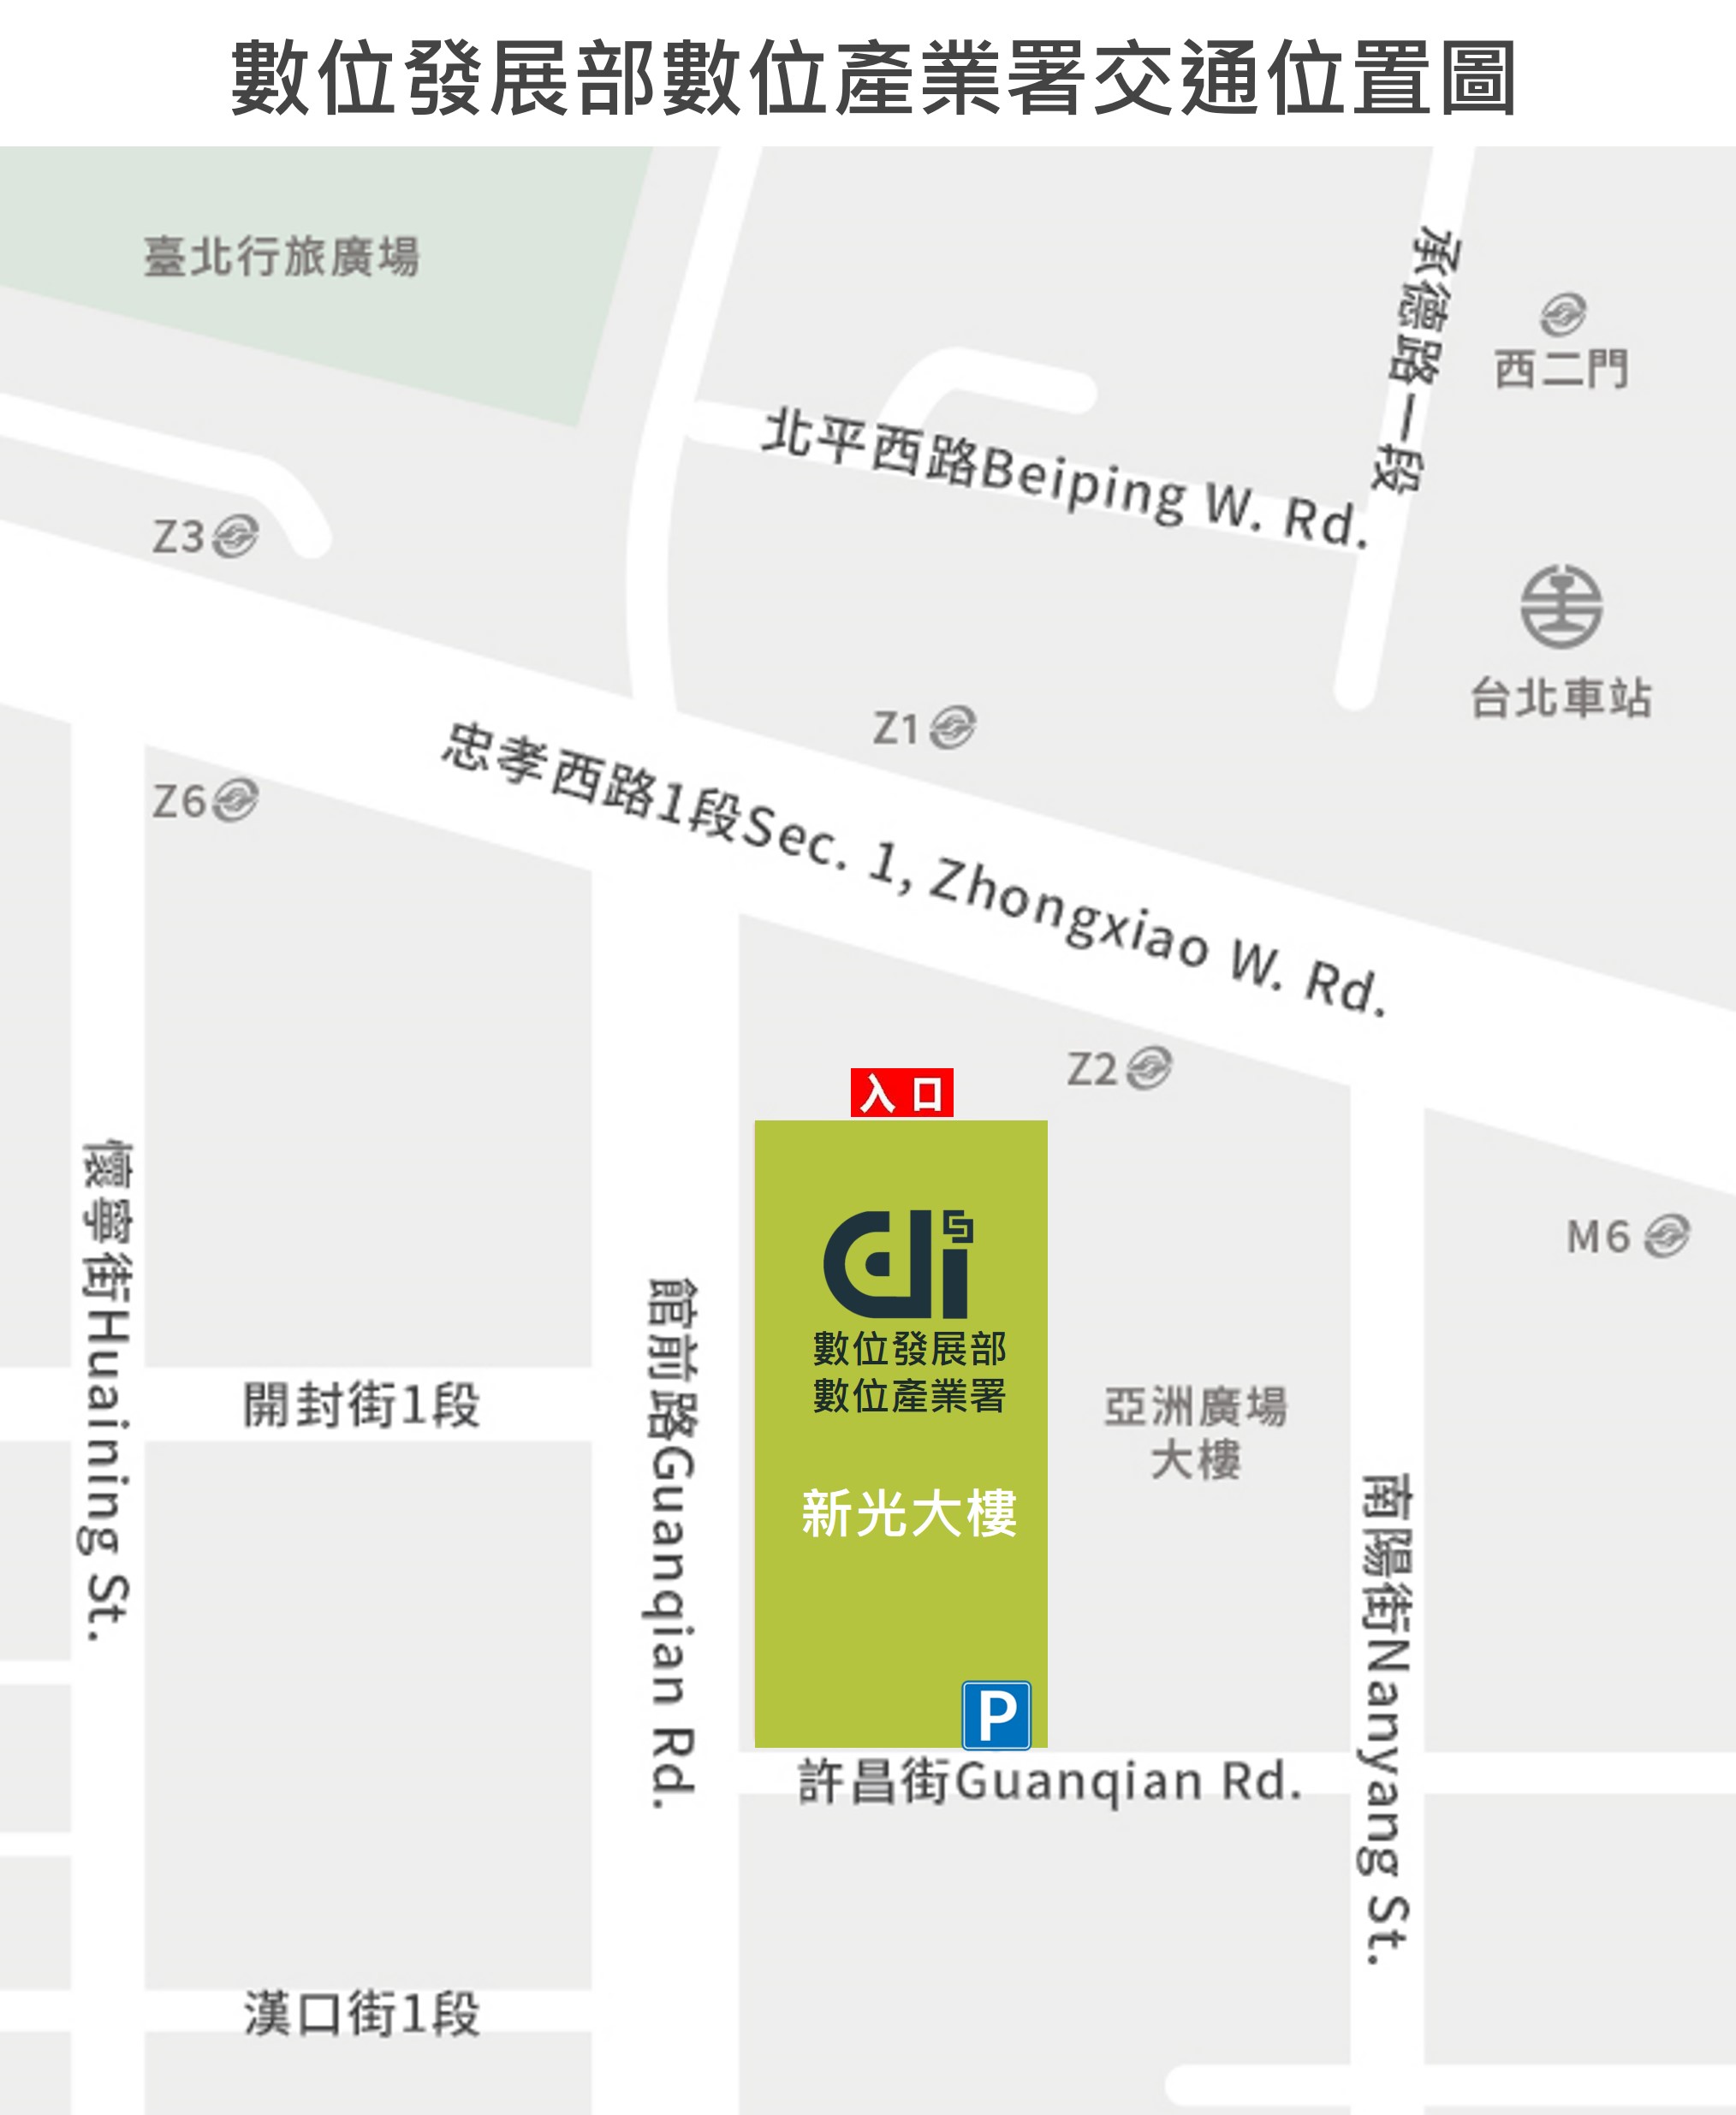 數位發展部數位產業署交通位置圖
臺北行旅廣場
承德路一段
西二門
北平西路Beiping W. Rd.
Z3
台北車站
Z1
忠孝西路1段Sec. 1, Zhongxiao W. Rd.
Z6
Z2
入口
M6
懷寧街Huaining St.
館前路Guanqian Rd.
di
數位發展部
數位產業署
開封街1段
亞洲廣場
大樓
新光大樓
南陽街Nanyang St.
P
許昌街Guanqian Rd.
漢口街1段